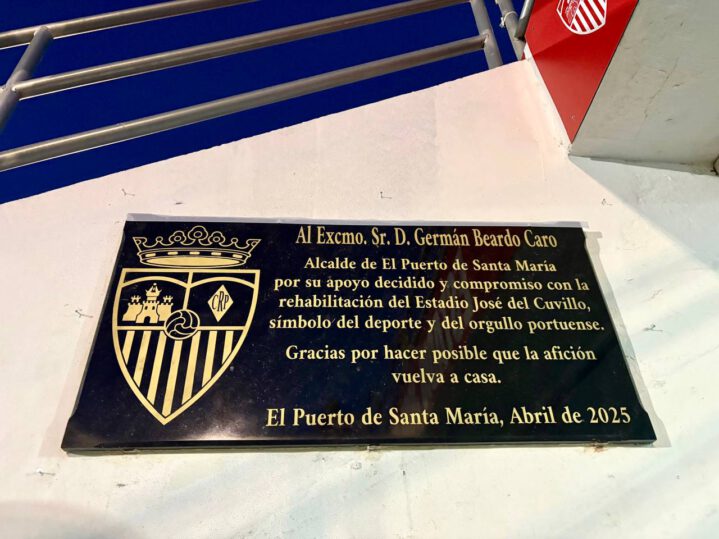 Al Excmo. Sr. D. Germán Beardo Caro
Alcalde de El Puerto de Santa María
por su apoyo decidido y compromiso con la
rehabilitación del Estadio José del Cuvillo,
símbolo del deporte y del orgullo portuense.
Gracias por hacer posible que la afición
vuelva a casa.
El Puerto de Santa María, Abril de 2025
CRP